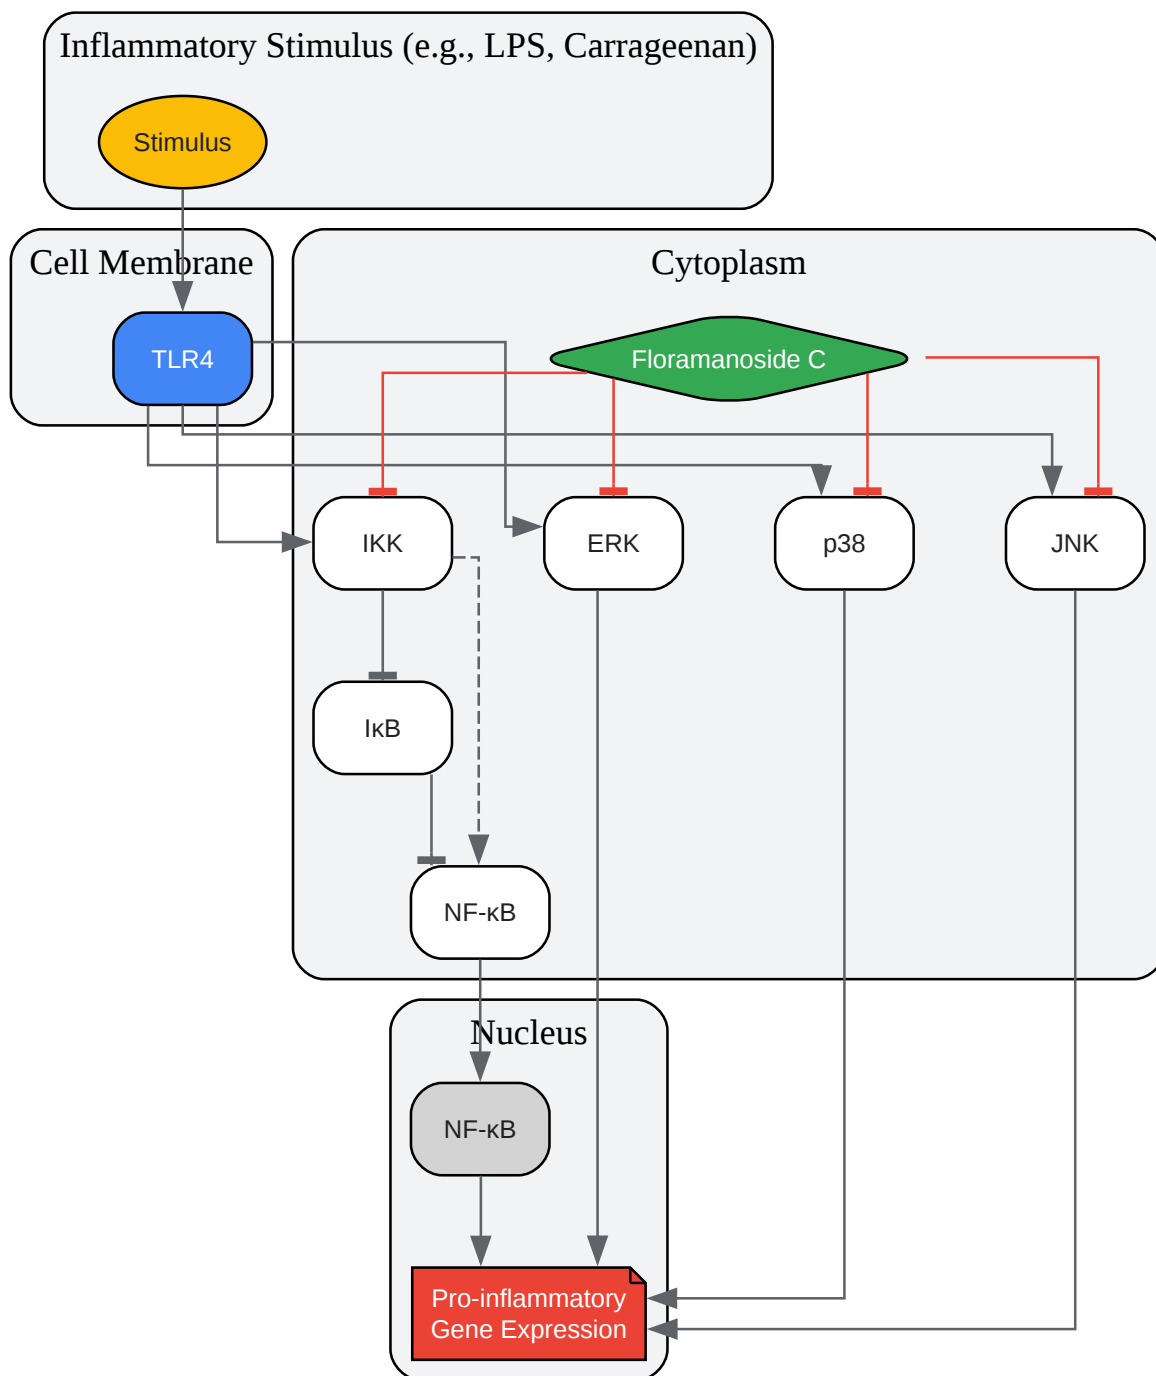 Inflammatory Stimulus (e.g., LPS, Carrageenan)
Stimulus
Cell Membrane
Cytoplasm
TLR4
Floramanoside C
IKK
ERK
p38
JNK
IκB
NF-κB
Nucleus
NF-κB
Pro-inflammatory
Gene Expression